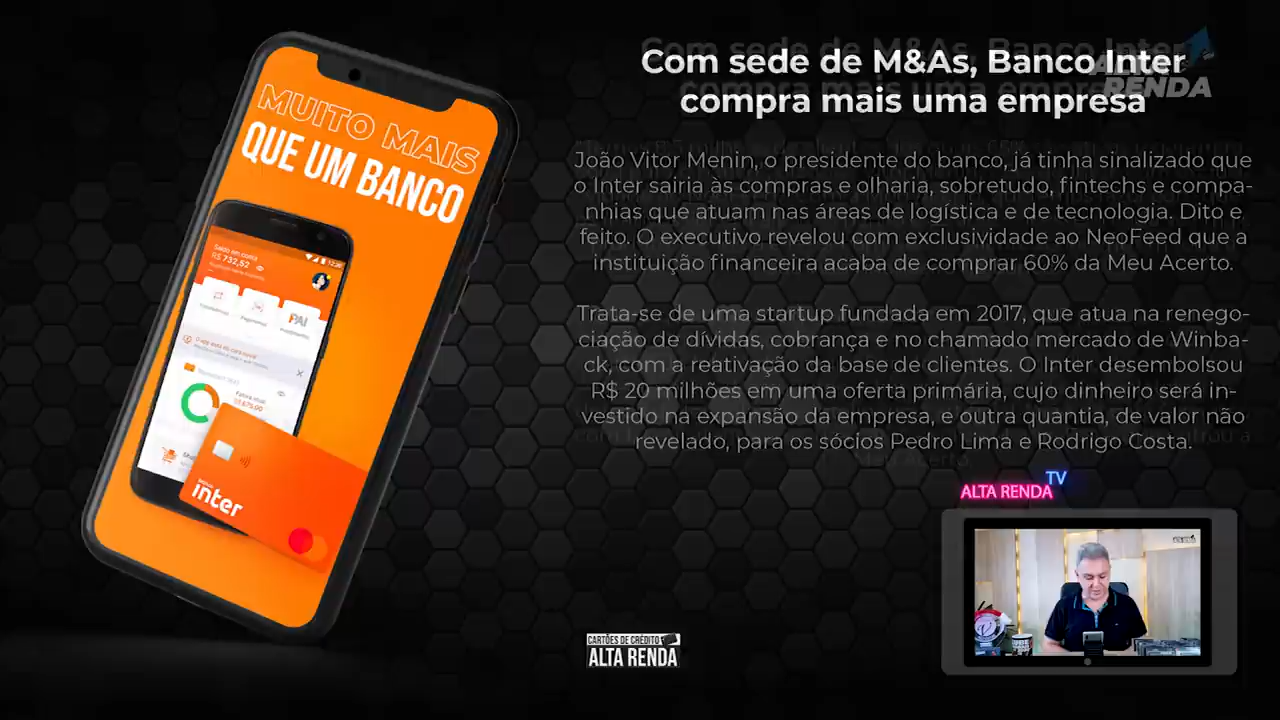 MUITO MAIS
QUE UM BANCO
Saldo em conta
R$ 732,52
PAI
banco
inter
Com sede de M&As, Banco Inter
compra mais uma empresa
RENDA
João Vitor Menin, o presidente do banco, já tinha sinalizado que
o Inter sairia às compras e olharia, sobretudo, fintechs e compa-
nhias que atuam nas áreas de logística e de tecnologia. Dito e
feito. O executivo revelou com exclusividade ao NeoFeed que a
instituição financeira acaba de comprar 60% da Meu Acerto.
Trata-se de uma startup fundada em 2017, que atua na renego-
ciação de dívidas, cobrança e no chamado mercado de Winba-
ck, com a reativação da base de clientes. O Inter desembolsou
R$ 20 milhões em uma oferta primária, cujo dinheiro será in-
vestido na expansão da empresa, e outra quantia, de valor não
revelado, para os sócios Pedro Lima e Rodrigo Costa.
ALTA RENDA TV
CARTÕES DE CRÉDITO
ALTA RENDA